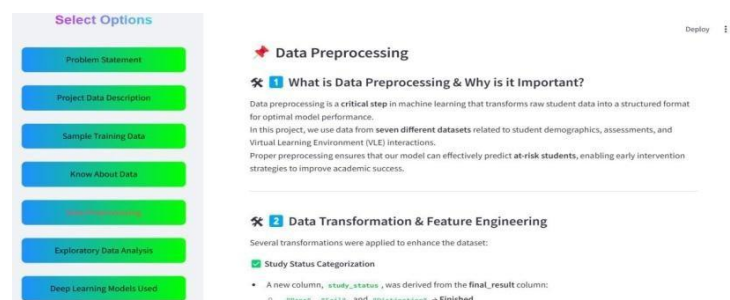 Select Options
Problem Statement
Project Data Description
Sample Training Data
Know About Data
Exploratory Data Analysis
Deep Learning Models Used
Deploy
Data Preprocessing
1 What is Data Preprocessing & Why is it Important?
Data preprocessing is a critical step in machine learning that transforms raw student data into a structured format
for optimal model performance.
In this project, we use data from seven different datasets related to student demographics, assessments, and
Virtual Learning Environment (VLE) interactions.
Proper preprocessing ensures that our model can effectively predict at-risk students, enabling early intervention
strategies to improve academic success.
2 Data Transformation & Feature Engineering
Several transformations were applied to enhance the dataset:
Study Status Categorization
• A new column, study_status, was derived from the final_result column:
and → Finished